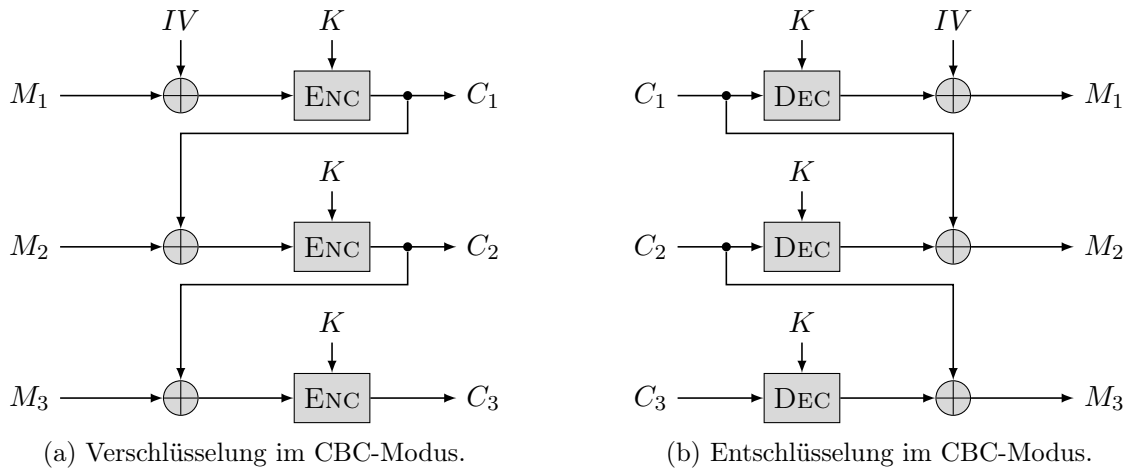 IV K
M₁ ENC C₁
K
M₂ ENC C₂
K
M₃ ENC C₃
(a) Verschlüsselung im CBC-Modus.
K IV
C₁ DEC M₁
K
C₂ DEC M₂
K
C₃ DEC M₃
(b) Entschlüsselung im CBC-Modus.